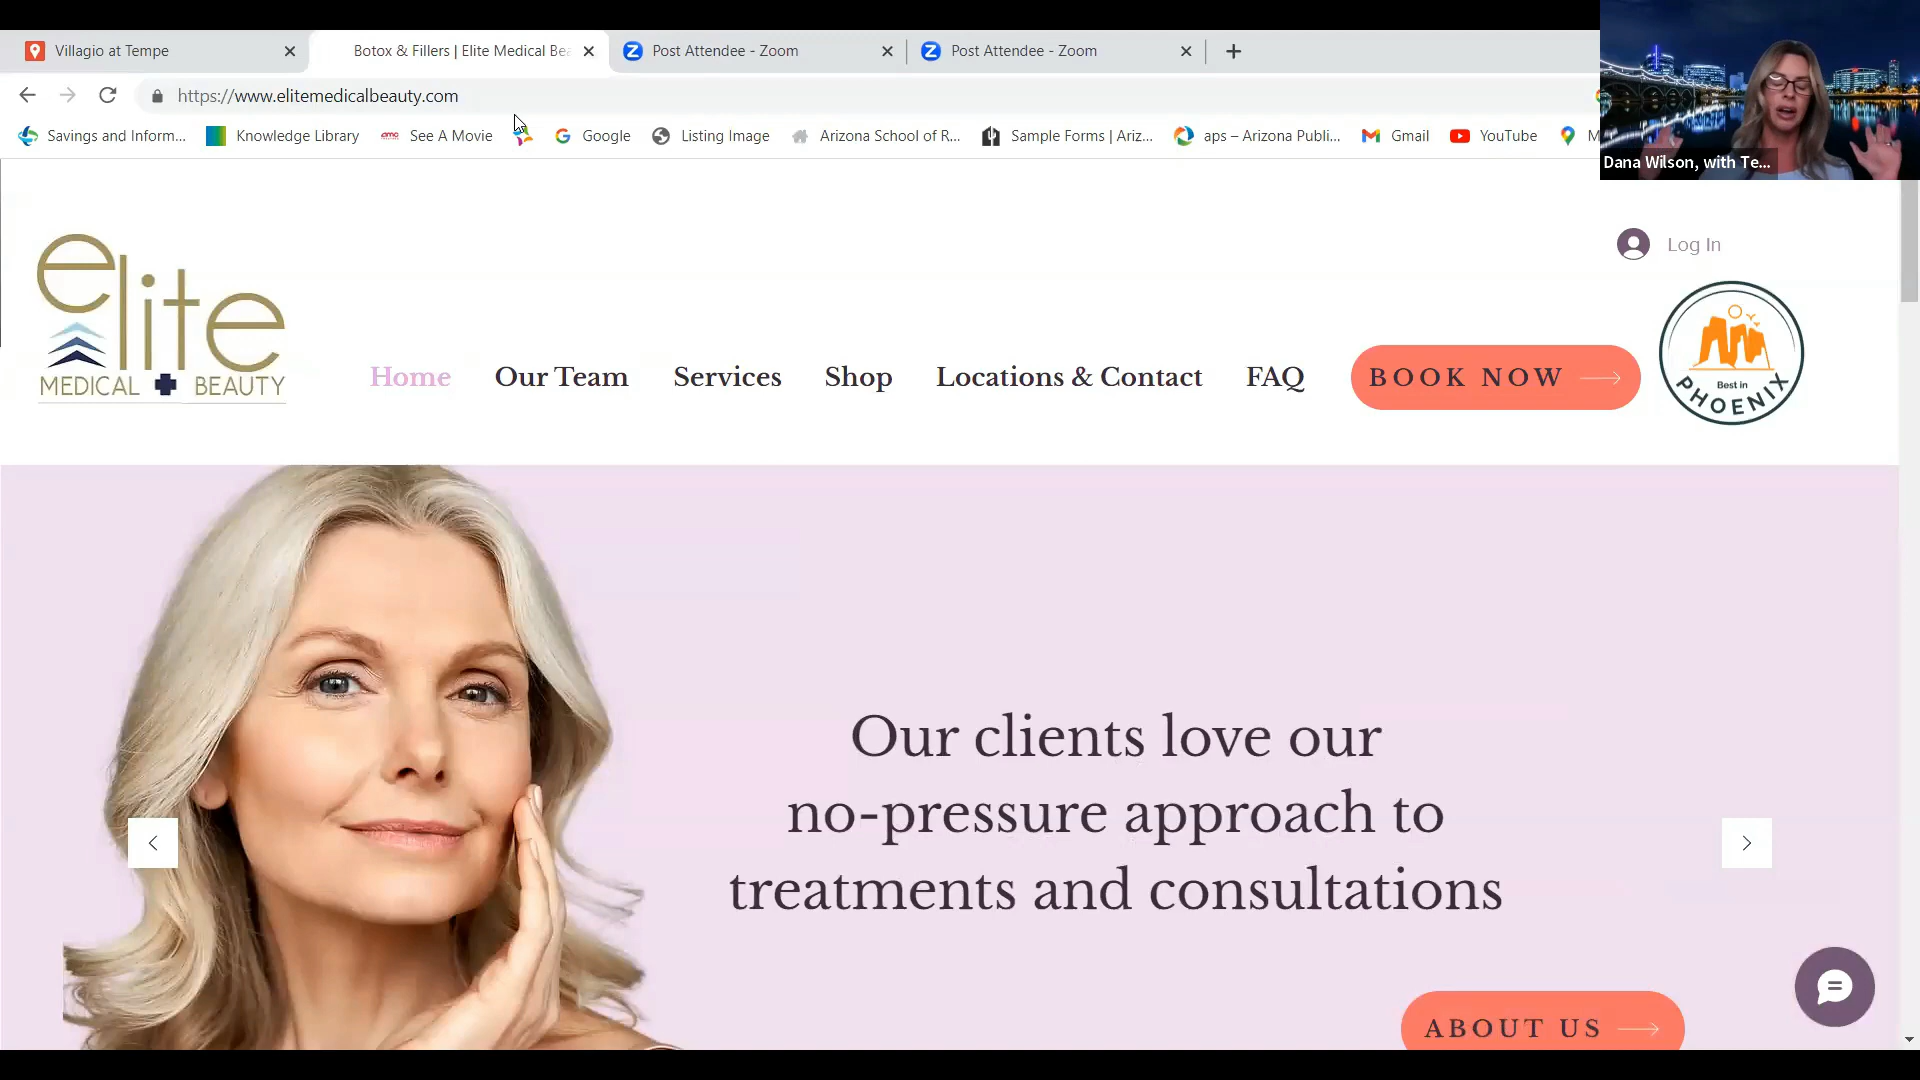 Villagio at Tempe
Botox & Fillers | Elite Medical Bea
Post Attendee - Zoom
Post Attendee - Zoom
https://www.elitemedicalbeauty.com
Savings and Inform...
Knowledge Library
amc
See A Movie
Google
Listing Image
Arizona School of R...
Sample Forms | Ariz...
aps – Arizona Publi...
Gmail
YouTube
M
Dana Wilson, with Te...
Log In
elite
MEDICAL BEAUTY
Home
Our Team
Services
Shop
Locations & Contact
FAQ
BOOK NOW
Best in
PHOENIX
Our clients love our
no-pressure approach to
treatments and consultations
ABOUT US